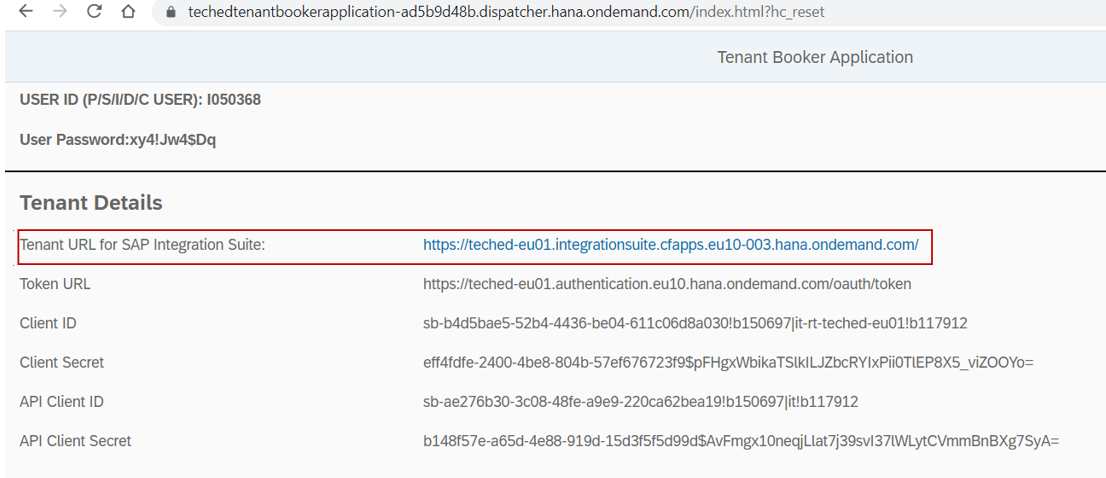 techedtenantbookerapplication-ad5b9d48b.dispatcher.hana.ondemand.com/index.html?hc_reset
Tenant Booker Application
USER ID (P/S/I/D/C USER): I050368
User Password:xy4!Jw4$Dq
Tenant Details
Tenant URL for SAP Integration Suite: https://teched-eu01.integrationsuite.cfapps.eu10-003.hana.ondemand.com/
Token URL https://teched-eu01.authentication.eu10.hana.ondemand.com/oauth/token
Client ID sb-b4d5bae5-52b4-4436-be04-611c06d8a030!b150697|it-rt-teched-eu01!b117912
Client Secret eff4fdfe-2400-4be8-804b-57ef676723f9$pFHgxWbikaTSlkILJZbcRYIxPii0TlEP8X5_viZOOYo=
API Client ID sb-ae276b30-3c08-48fe-a9e9-220ca62bea19!b150697|it!b117912
API Client Secret b148f57e-a65d-4e88-919d-15d3f5f5d99d$AvFmgx10neqjLlat7j39svI37lWLytCVmmBnBXg7SyA=